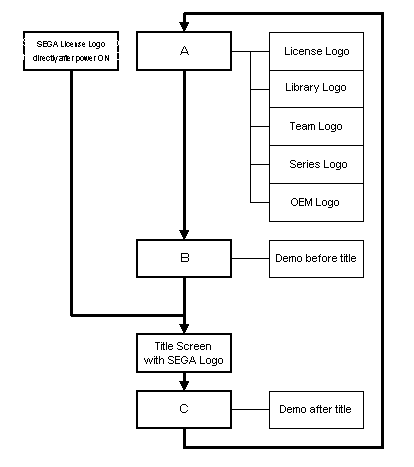 SEGA License Logo
directly after power ON
A
License Logo
Library Logo
Team Logo
Series Logo
OEM Logo
B
Demo before title
Title Screen
with SEGA Logo
C
Demo after title